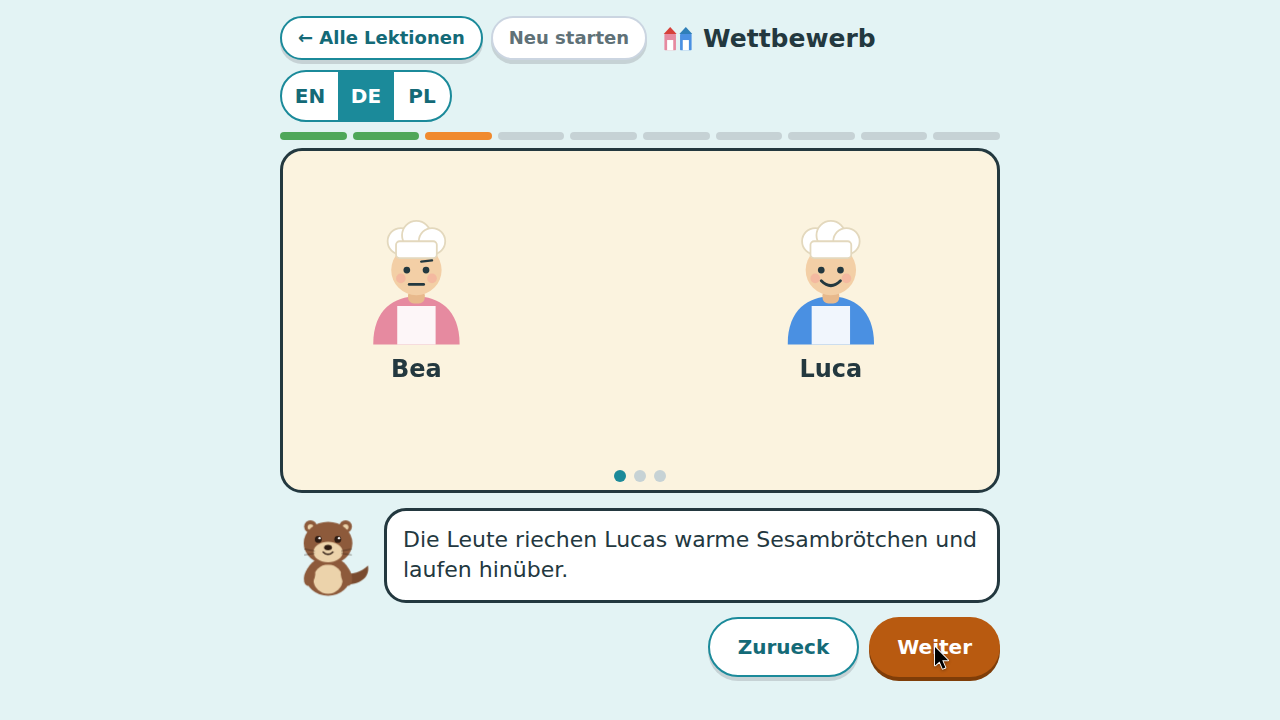 ← Alle Lektionen
Neu starten
Wettbewerb
EN DE PL
Bea
Luca
Die Leute riechen Lucas warme Sesambrötchen und
laufen hinüber.
Zurueck
Weiter